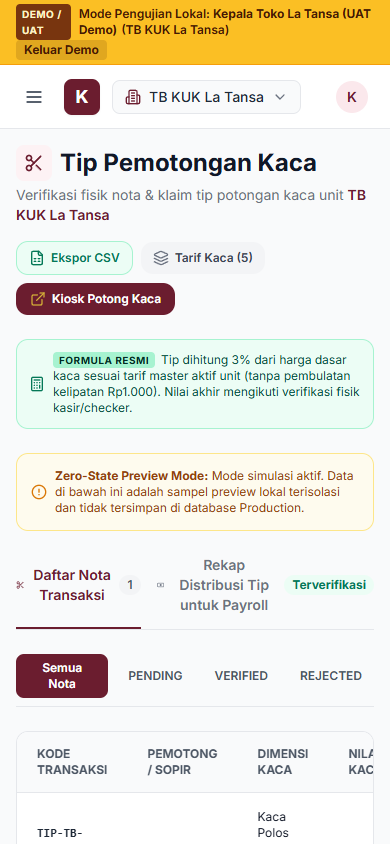 DEMO / UAT
Mode Pengujian Lokal: Kepala Toko La Tansa (UAT Demo) (TB KUK La Tansa)
Keluar Demo
K
TB KUK La Tansa
K
Tip Pemotongan Kaca
Verifikasi fisik nota & klaim tip potongan kaca unit TB
KUK La Tansa
Ekspor CSV
Tarif Kaca (5)
Kiosk Potong Kaca
FORMULA RESMI Tip dihitung 3% dari harga dasar
kaca sesuai tarif master aktif unit (tanpa pembulatan
kelipatan Rp1.000). Nilai akhir mengikuti verifikasi fisik
kasir/checker.
Zero-State Preview Mode: Mode simulasi aktif. Data
di bawah ini adalah sampel preview lokal terisolasi
dan tidak tersimpan di database Production.
Daftar Nota
Transaksi
1
Rekap
Distribusi Tip
untuk Payroll
Terverifikasi
Semua
Nota
PENDING
VERIFIED
REJECTED
KODE
TRANSAKSI
PEMOTONG
/ SOPIR
DIMENSI
KACA
NILA
KAC
Kaca
Polos
TIP-TB-